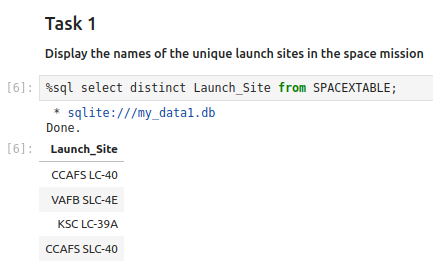 Task 1
Display the names of the unique launch sites in the space mission
[6]: %sql select distinct Launch_Site from SPACEXTABLE;
* sqlite:///my_data1.db
Done.
[6]: Launch_Site
CCAFS LC-40
VAFB SLC-4E
KSC LC-39A
CCAFS SLC-40